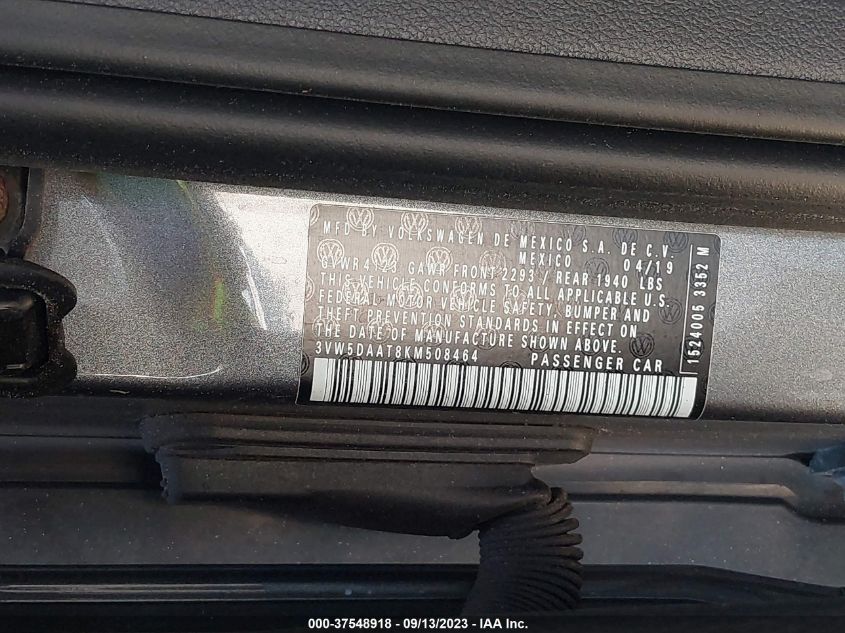 MFD BY VOLKSWAGEN DE MEXICO S.A. DE C.V.
MEXICO 04/19
GAWR FRONT 2293 / REAR 1940 LBS
THIS VEHICLE CONFORMS TO ALL APPLICABLE U.S.
FEDERAL MOTOR VEHICLE SAFETY, BUMPER AND
THEFT PREVENTION STANDARDS IN EFFECT ON
THE DATE OF MANUFACTURE SHOWN ABOVE.
3VW5DAAT8KM508464 PASSENGER CAR
1524005 3352 M
000-37548918 - 09/13/2023 - IAA Inc.